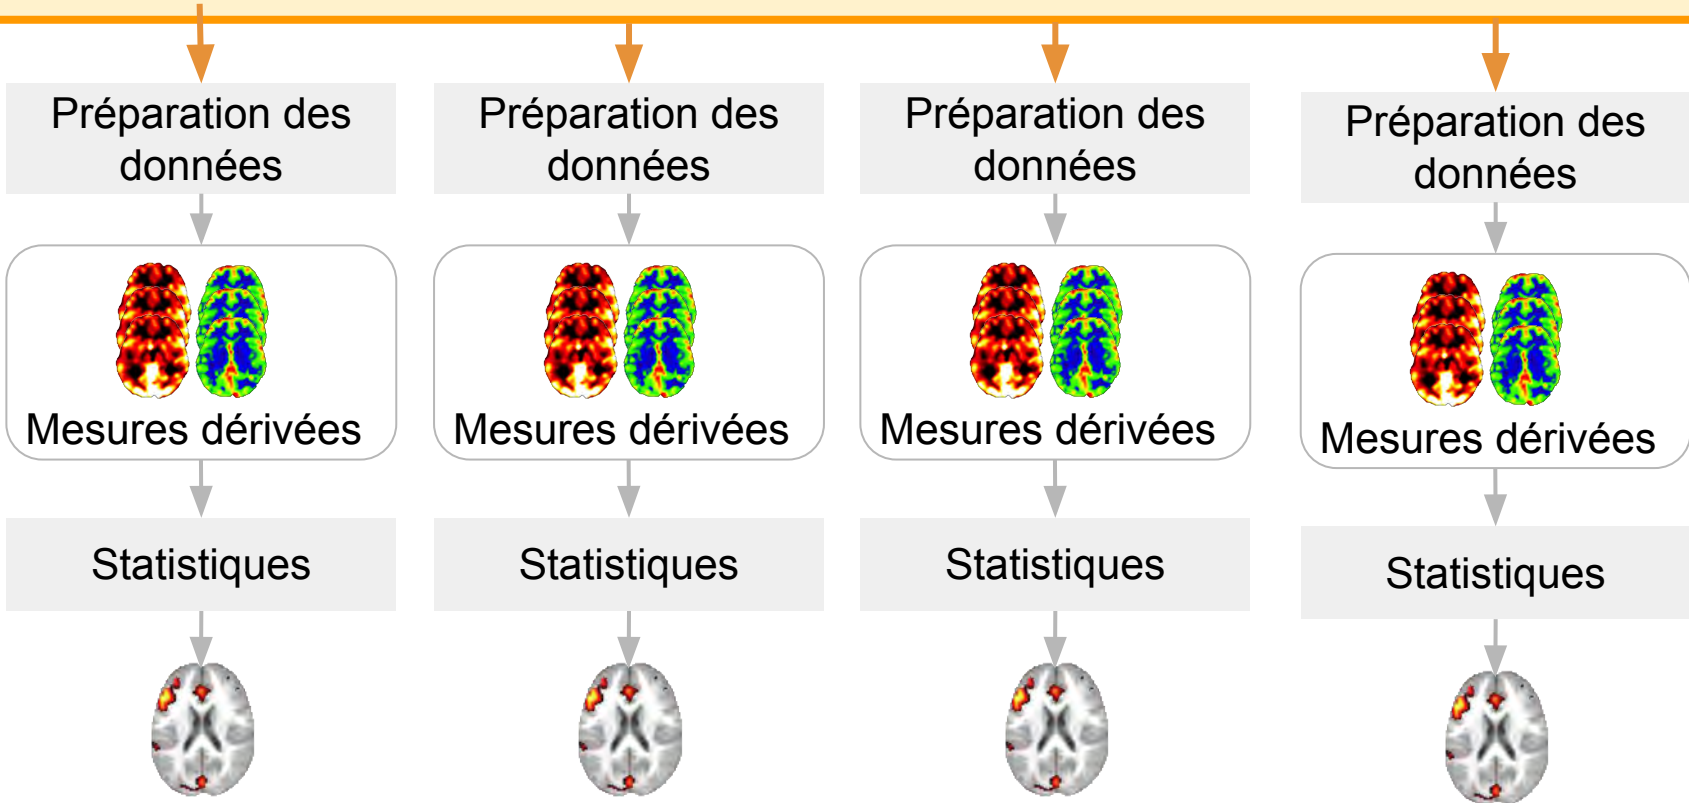 Préparation des
données
Mesures dérivées
Statistiques
Préparation des
données
Mesures dérivées
Statistiques
Préparation des
données
Mesures dérivées
Statistiques
Préparation des
données
Mesures dérivées
Statistiques